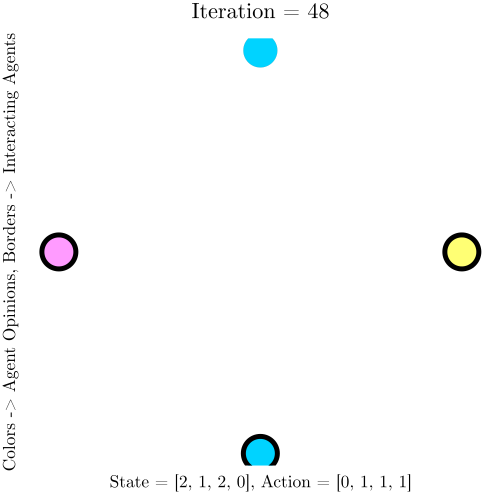 Iteration = 48
Colors -> Agent Opinions, Borders -> Interacting Agents
State = [2, 1, 2, 0], Action = [0, 1, 1, 1]